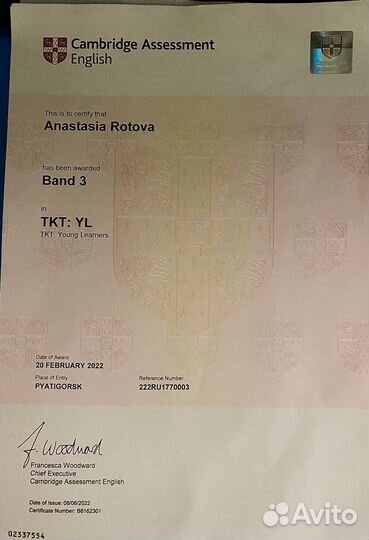 Cambridge Assessment
English
This is to certify that
Anastasia Rotova
has been awarded
Band 3
in
TKT: YL
TKT: Young Learners
Date of Award
20 FEBRUARY 2022
Place of Entry
PYATIGORSK
Reference Number
222RU1770003
F. Woodward
Francesca Woodward
Chief Executive
Cambridge Assessment English
Date of Issue: 08/06/2022
Certificate Number: B8162301
02337554
Avito